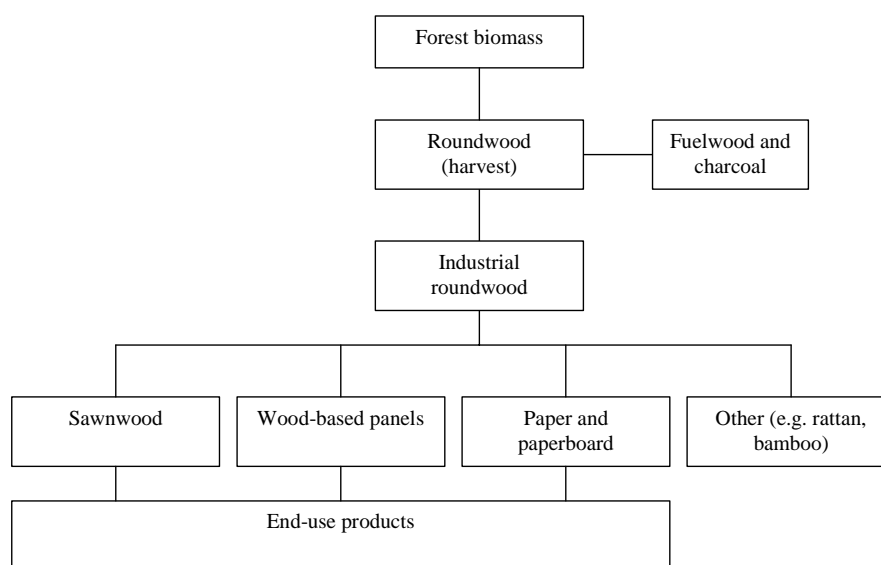 Forest biomass
Roundwood
(harvest)
Fuelwood and
charcoal
Industrial
roundwood
Sawnwood
Wood-based panels
Paper and
paperboard
Other (e.g. rattan,
bamboo)
End-use products